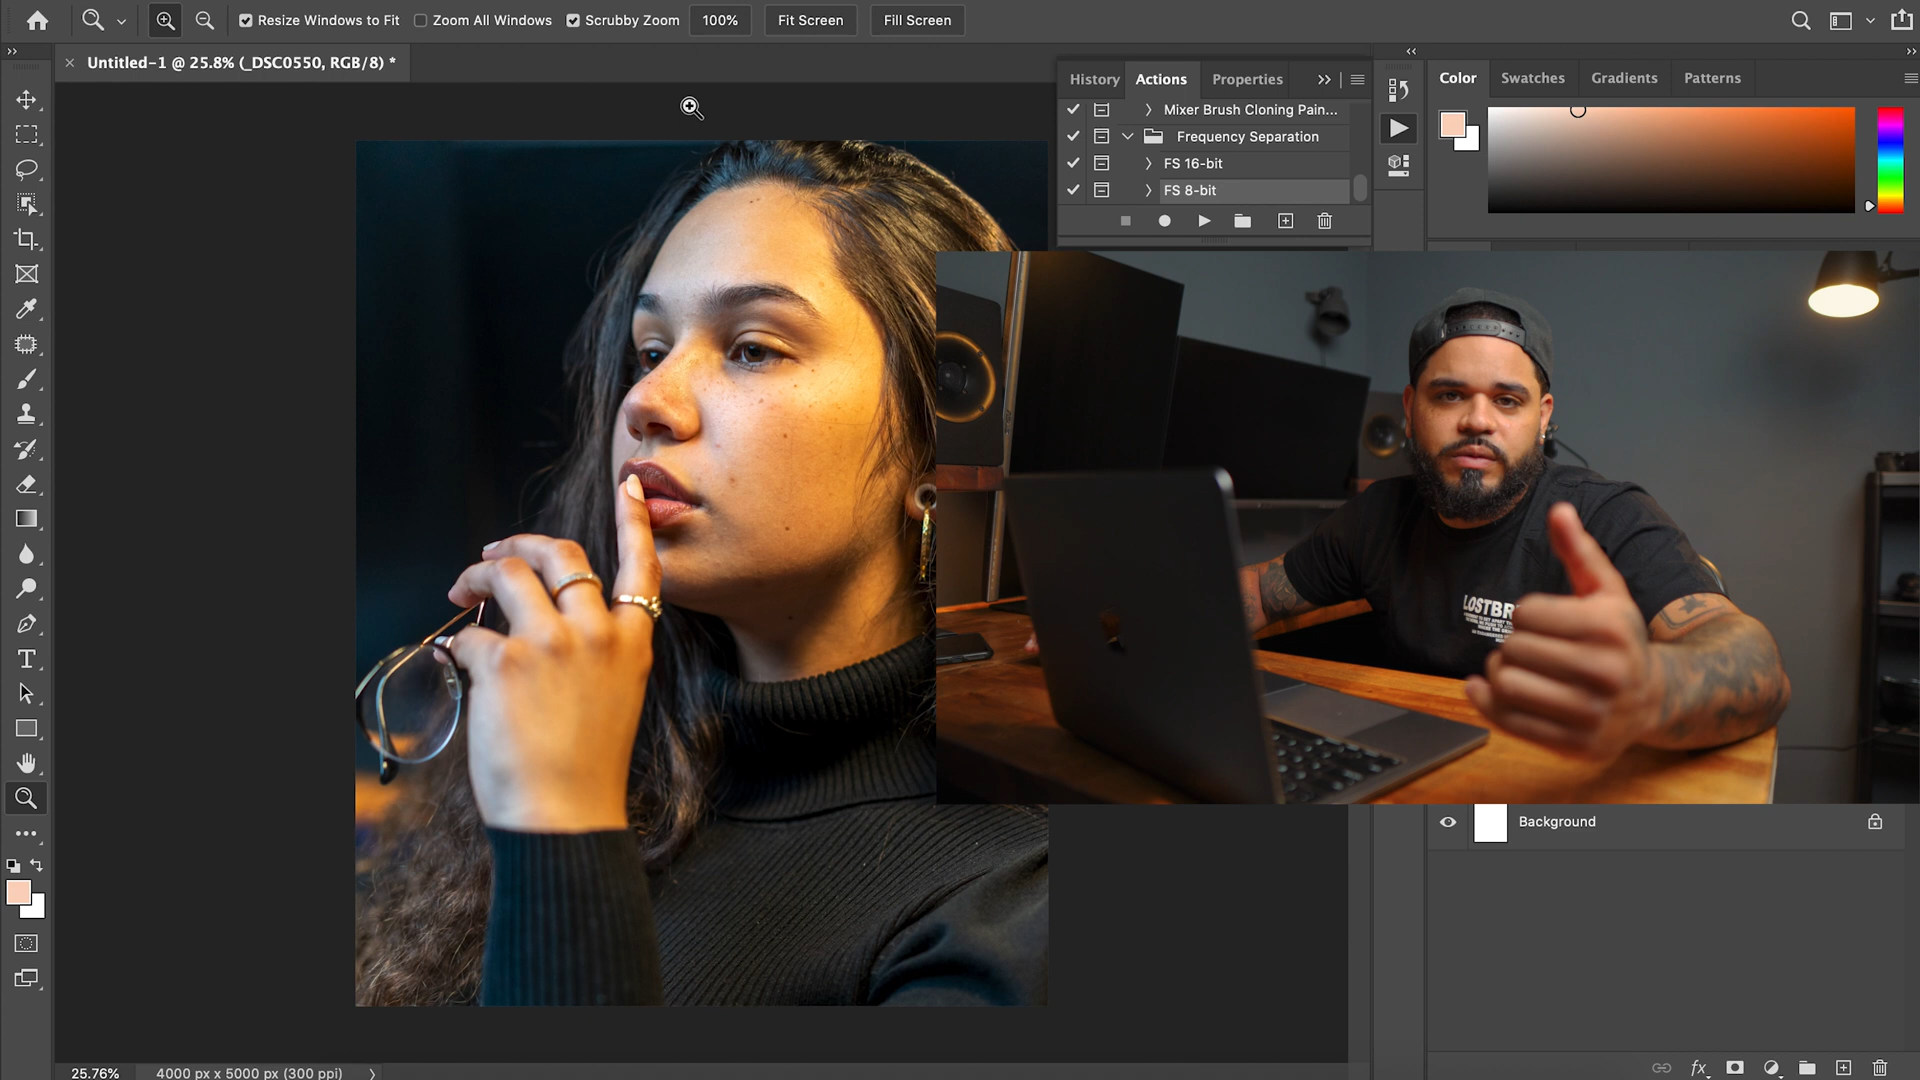 Resize Windows to Fit
Zoom All Windows
Scrubby Zoom
100%
Fit Screen
Fill Screen
Untitled-1 @ 25.8% (_DSC0550, RGB/8) *
History
Actions
Properties
Color
Swatches
Gradients
Patterns
Mixer Brush Cloning Pain...
Frequency Separation
FS 16-bit
FS 8-bit
Background
fx
25.76%
4000 px x 5000 px (300 ppi)